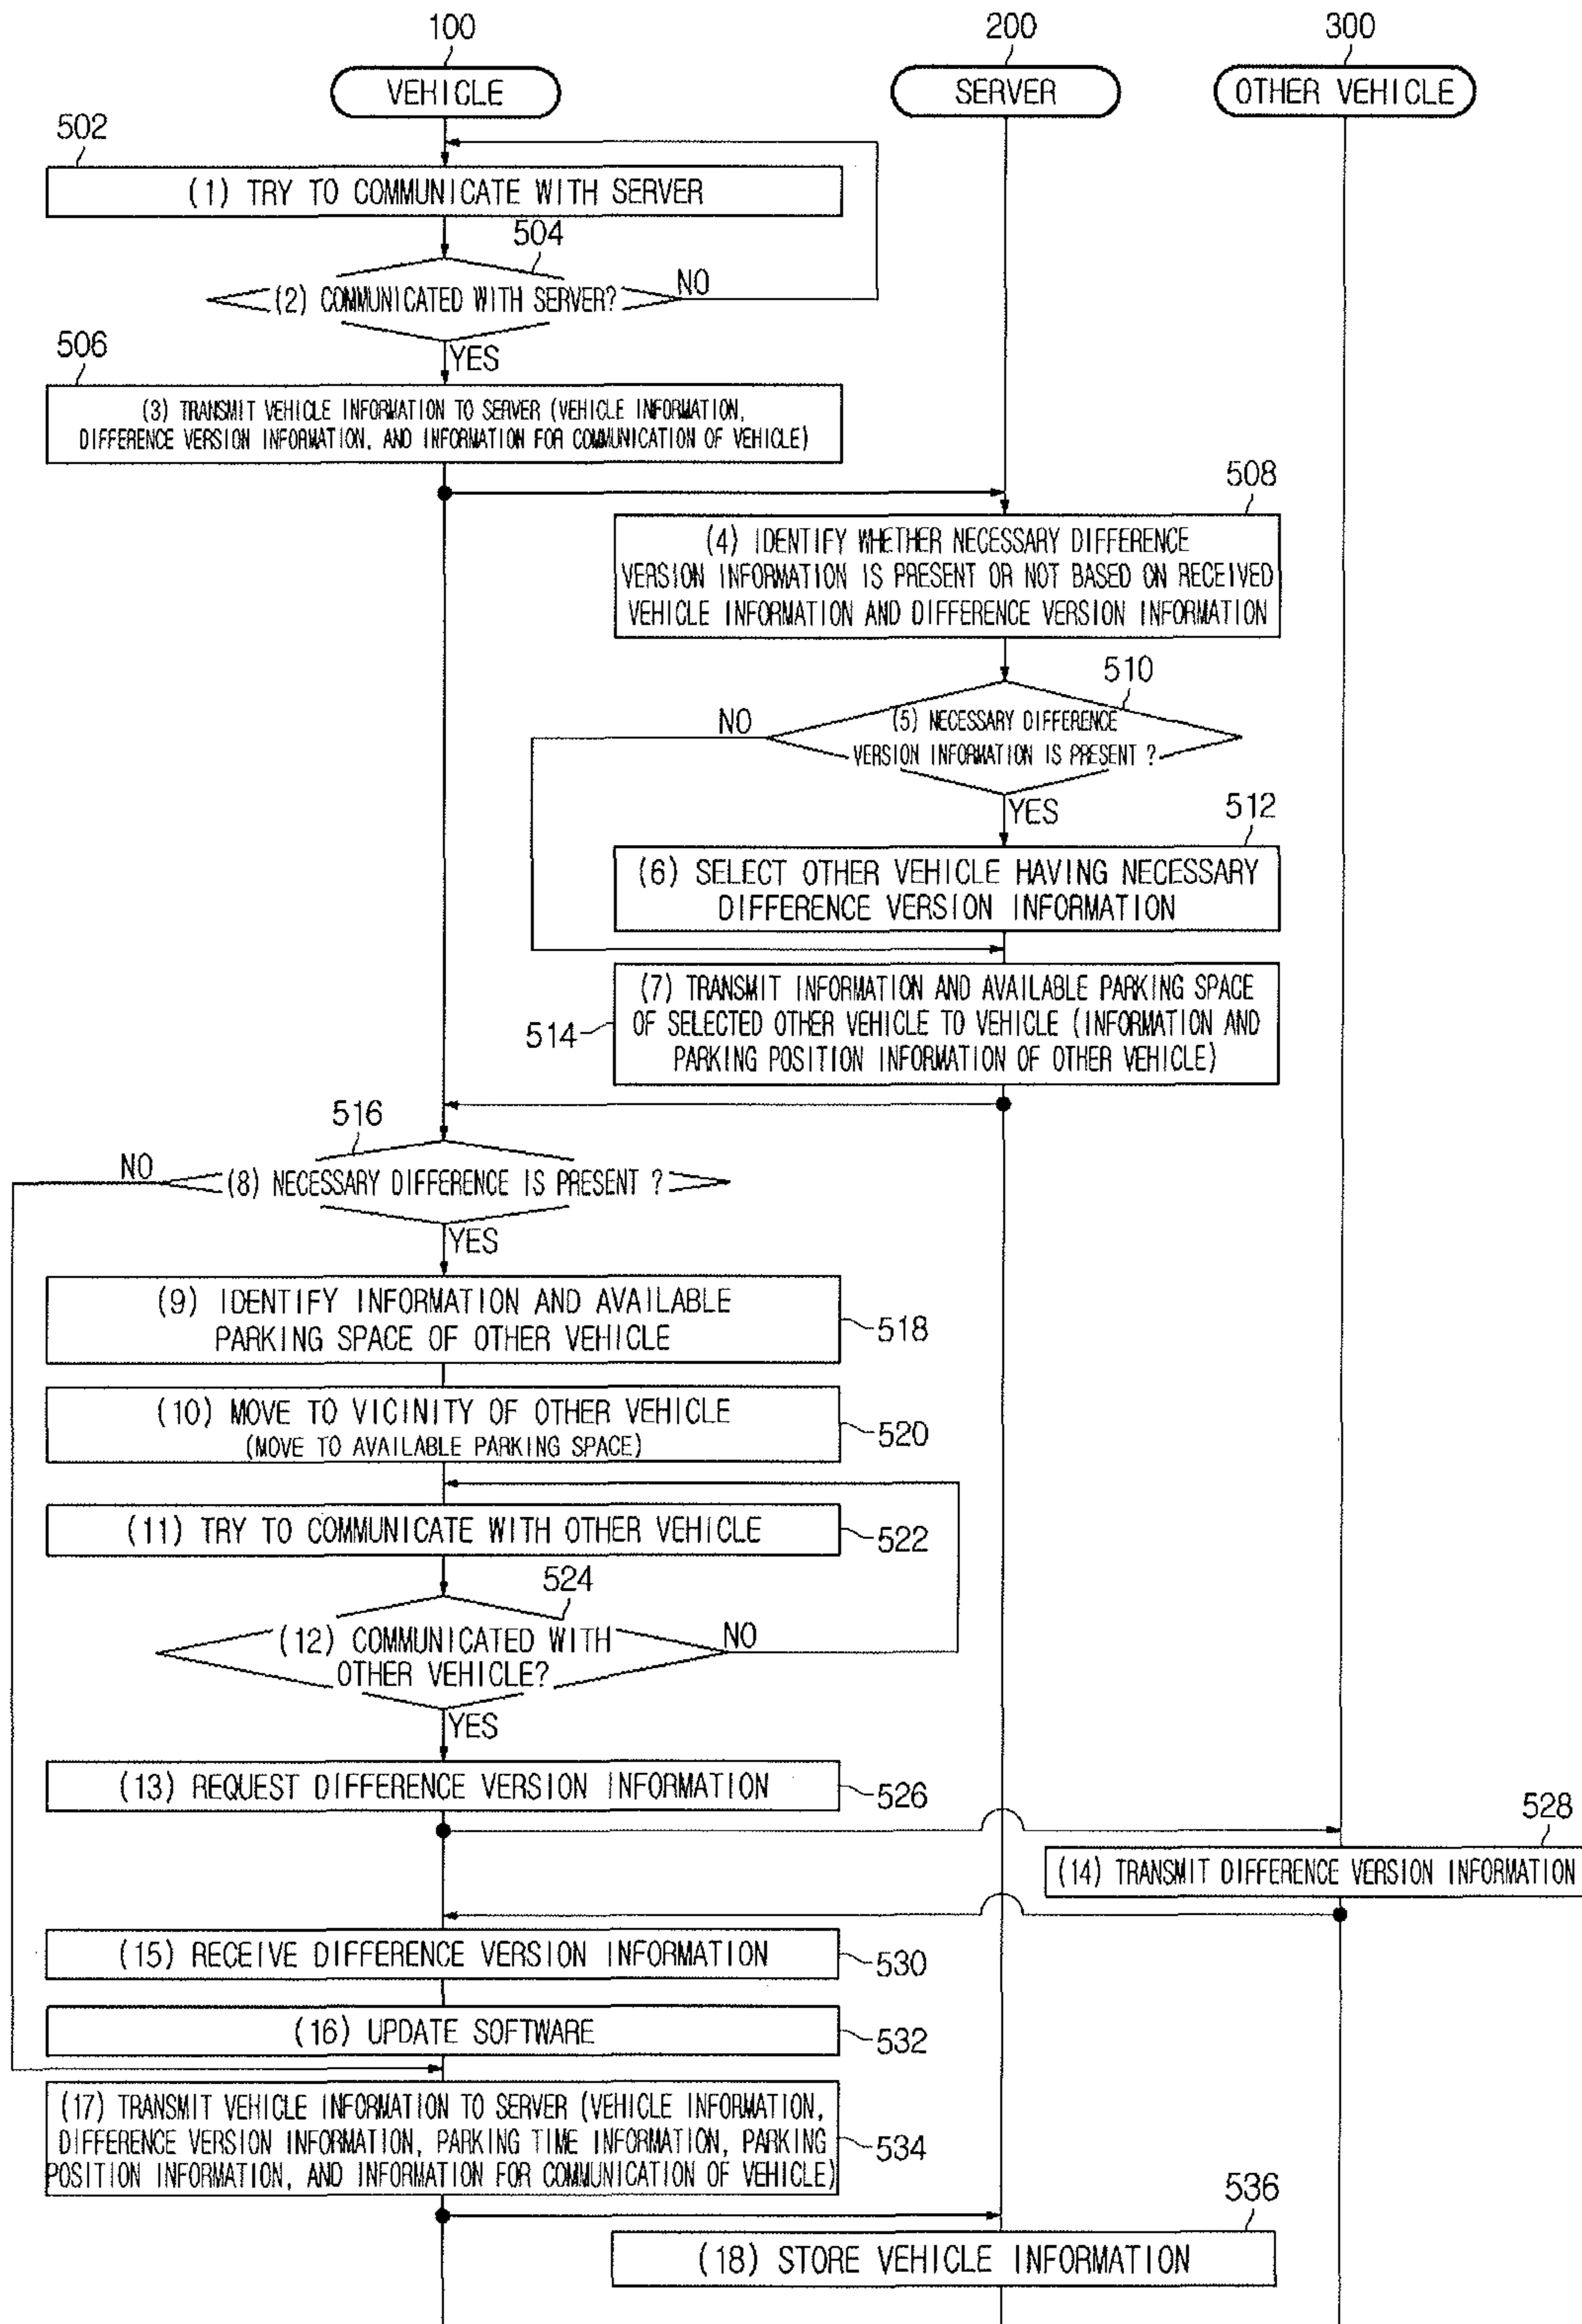 100
200
300
VEHICLE
SERVER
OTHER VEHICLE
502
(1) TRY TO COMMUNICATE WITH SERVER
504
(2) COMMUNICATED WITH SERVER?
NO
YES
506
(3) TRANSMIT VEHICLE INFORMATION TO SERVER (VEHICLE INFORMATION,
DIFFERENCE VERSION INFORMATION, AND INFORMATION FOR COMMUNICATION OF VEHICLE)
508
(4) IDENTIFY WHETHER NECESSARY DIFFERENCE
VERSION INFORMATION IS PRESENT OR NOT BASED ON RECEIVED
VEHICLE INFORMATION AND DIFFERENCE VERSION INFORMATION
510
NO
(5) NECESSARY DIFFERENCE
VERSION INFORMATION IS PRESENT ?
YES
512
(6) SELECT OTHER VEHICLE HAVING NECESSARY
DIFFERENCE VERSION INFORMATION
(7) TRANSMIT INFORMATION AND AVAILABLE PARKING SPACE
OF SELECTED OTHER VEHICLE TO VEHICLE (INFORMATION AND
PARKING POSITION INFORMATION OF OTHER VEHICLE)
514
516
NO
(8) NECESSARY DIFFERENCE IS PRESENT ?
YES
(9) IDENTIFY INFORMATION AND AVAILABLE
PARKING SPACE OF OTHER VEHICLE
518
(10) MOVE TO VICINITY OF OTHER VEHICLE
(MOVE TO AVAILABLE PARKING SPACE)
520
(11) TRY TO COMMUNICATE WITH OTHER VEHICLE
522
524
(12) COMMUNICATED WITH
OTHER VEHICLE?
NO
YES
(13) REQUEST DIFFERENCE VERSION INFORMATION
526
528
(14) TRANSMIT DIFFERENCE VERSION INFORMATION
(15) RECEIVE DIFFERENCE VERSION INFORMATION
530
(16) UPDATE SOFTWARE
532
(17) TRANSMIT VEHICLE INFORMATION TO SERVER (VEHICLE INFORMATION,
DIFFERENCE VERSION INFORMATION, PARKING TIME INFORMATION, PARKING
POSITION INFORMATION, AND INFORMATION FOR COMMUNICATION OF VEHICLE)
534
536
(18) STORE VEHICLE INFORMATION